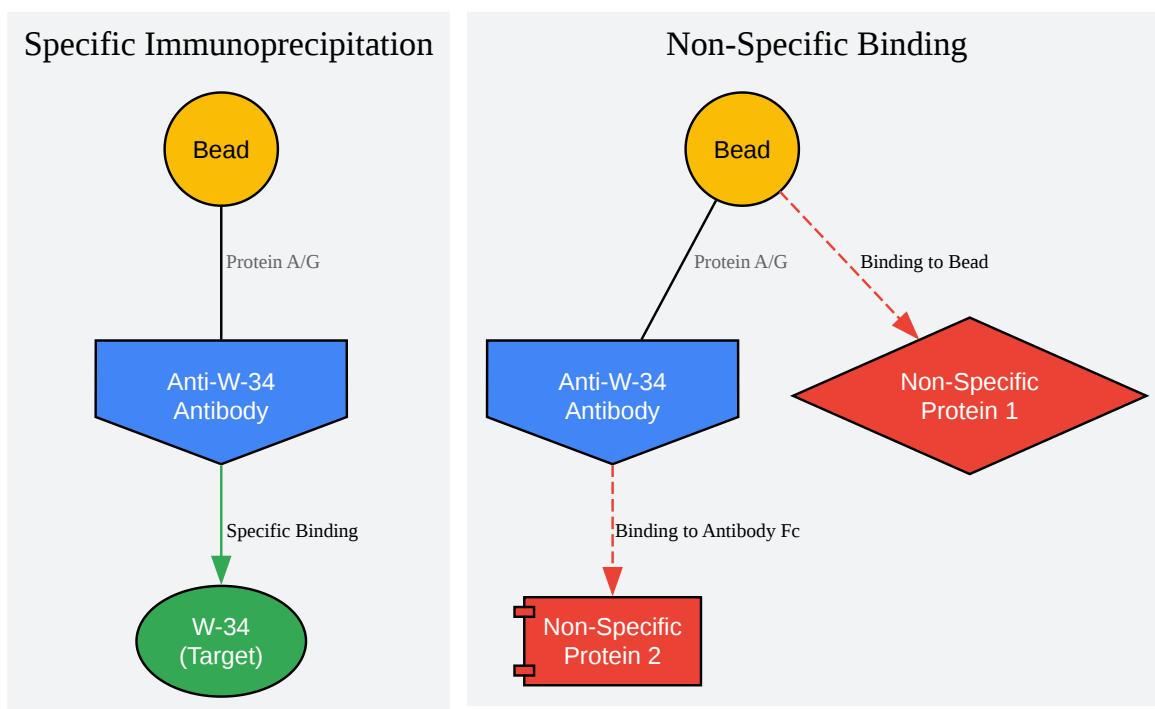 Specific Immunoprecipitation
Bead
Protein A/G
Anti-W-34
Antibody
Specific Binding
W-34
(Target)
Non-Specific Binding
Bead
Protein A/G
Binding to Bead
Anti-W-34
Antibody
Non-Specific
Protein 1
Binding to Antibody Fc
Non-Specific
Protein 2